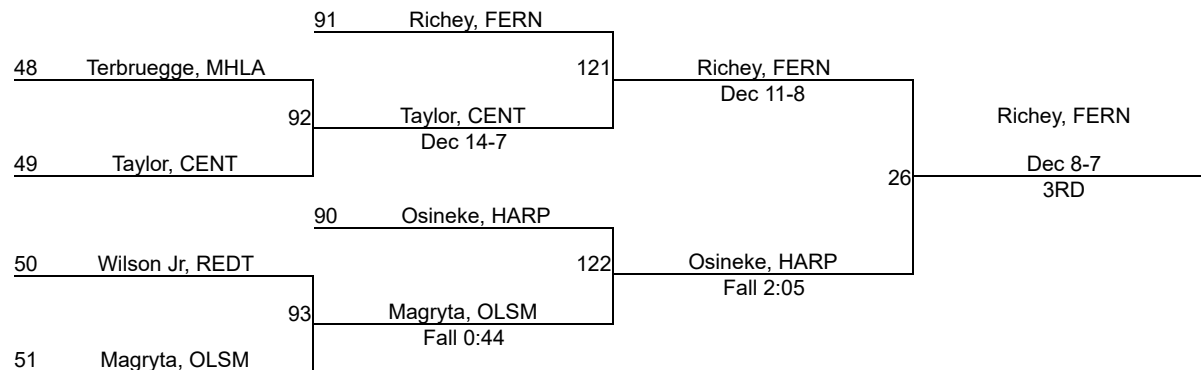 91 Richey, FERN
48 Terbruegge, MHLA
121 Richey, FERN
Dec 11-8
92 Taylor, CENT
Dec 14-7
Richey, FERN
49 Taylor, CENT
Dec 8-7
26
3RD
90 Osineke, HARP
50 Wilson Jr, REDT
122 Osineke, HARP
Fall 2:05
93 Magryta, OLSM
Fall 0:44
51 Magryta, OLSM